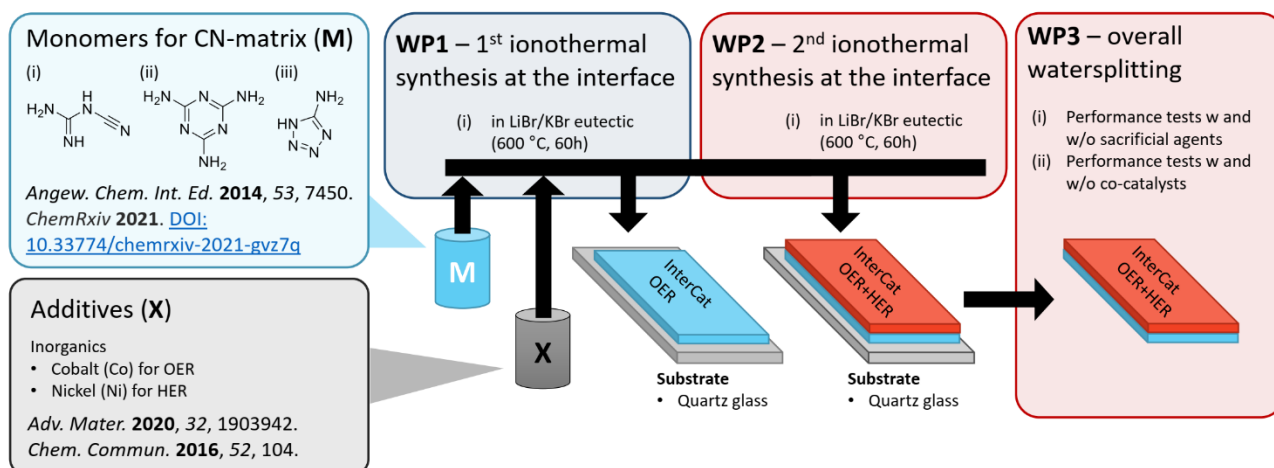 Monomers for CN-matrix (M)
(i)
(ii)
(iii)
H2N
H
N
N
NH
H2N
N
NH2
N
N
NH2
NH2
HN
N
N
N
Angew. Chem. Int. Ed. 2014, 53, 7450.
ChemRxiv 2021. DOI:
10.33774/chemrxiv-2021-gvz7q
Additives (X)
Inorganics
• Cobalt (Co) for OER
• Nickel (Ni) for HER
Adv. Mater. 2020, 32, 1903942.
Chem. Commun. 2016, 52, 104.
M
X
WP1 – 1st ionothermal
synthesis at the interface
(i) in LiBr/KBr eutectic
(600 °C, 60h)
InterCat
OER
Substrate
• Quartz glass
WP2 – 2nd ionothermal
synthesis at the interface
(i) in LiBr/KBr eutectic
(600 °C, 60h)
InterCat
OER+HER
Substrate
• Quartz glass
WP3 – overall
watersplitting
(i) Performance tests w and
w/o sacrificial agents
(ii) Performance tests w and
w/o co-catalysts
InterCat
OER+HER